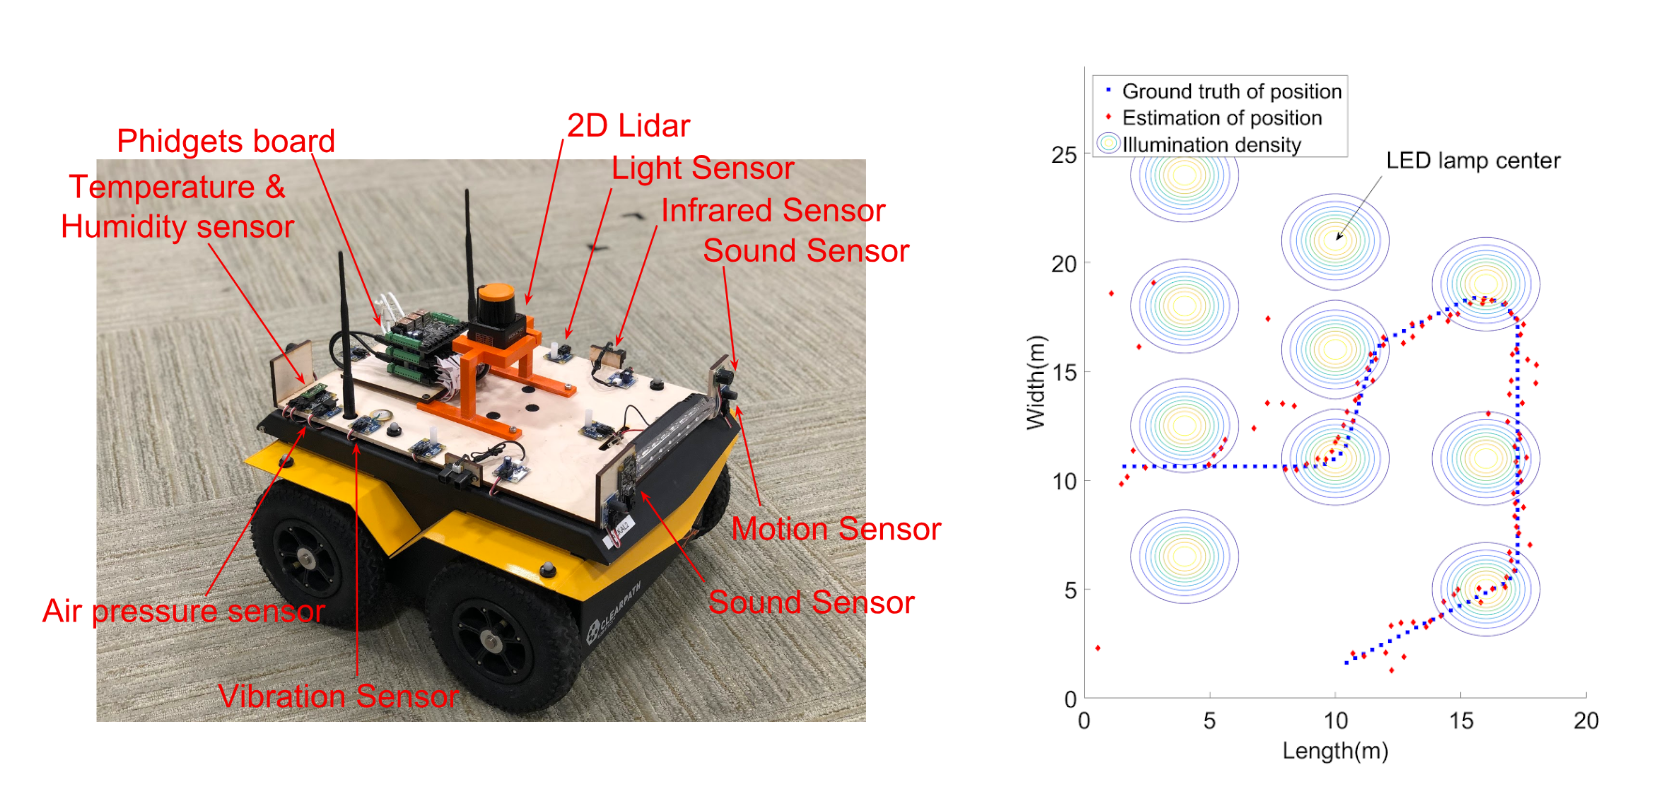 Phidgets board
Temperature &
Humidity sensor
2D Lidar
Light Sensor
Infrared Sensor
Sound Sensor
Motion Sensor
Sound Sensor
Air pressure sensor
Vibration Sensor
CLEARPATH
Ground truth of position
Estimation of position
Illumination density
LED lamp center
25
20
15
10
5
0
Width(m)
0 5 10 15 20
Length(m)